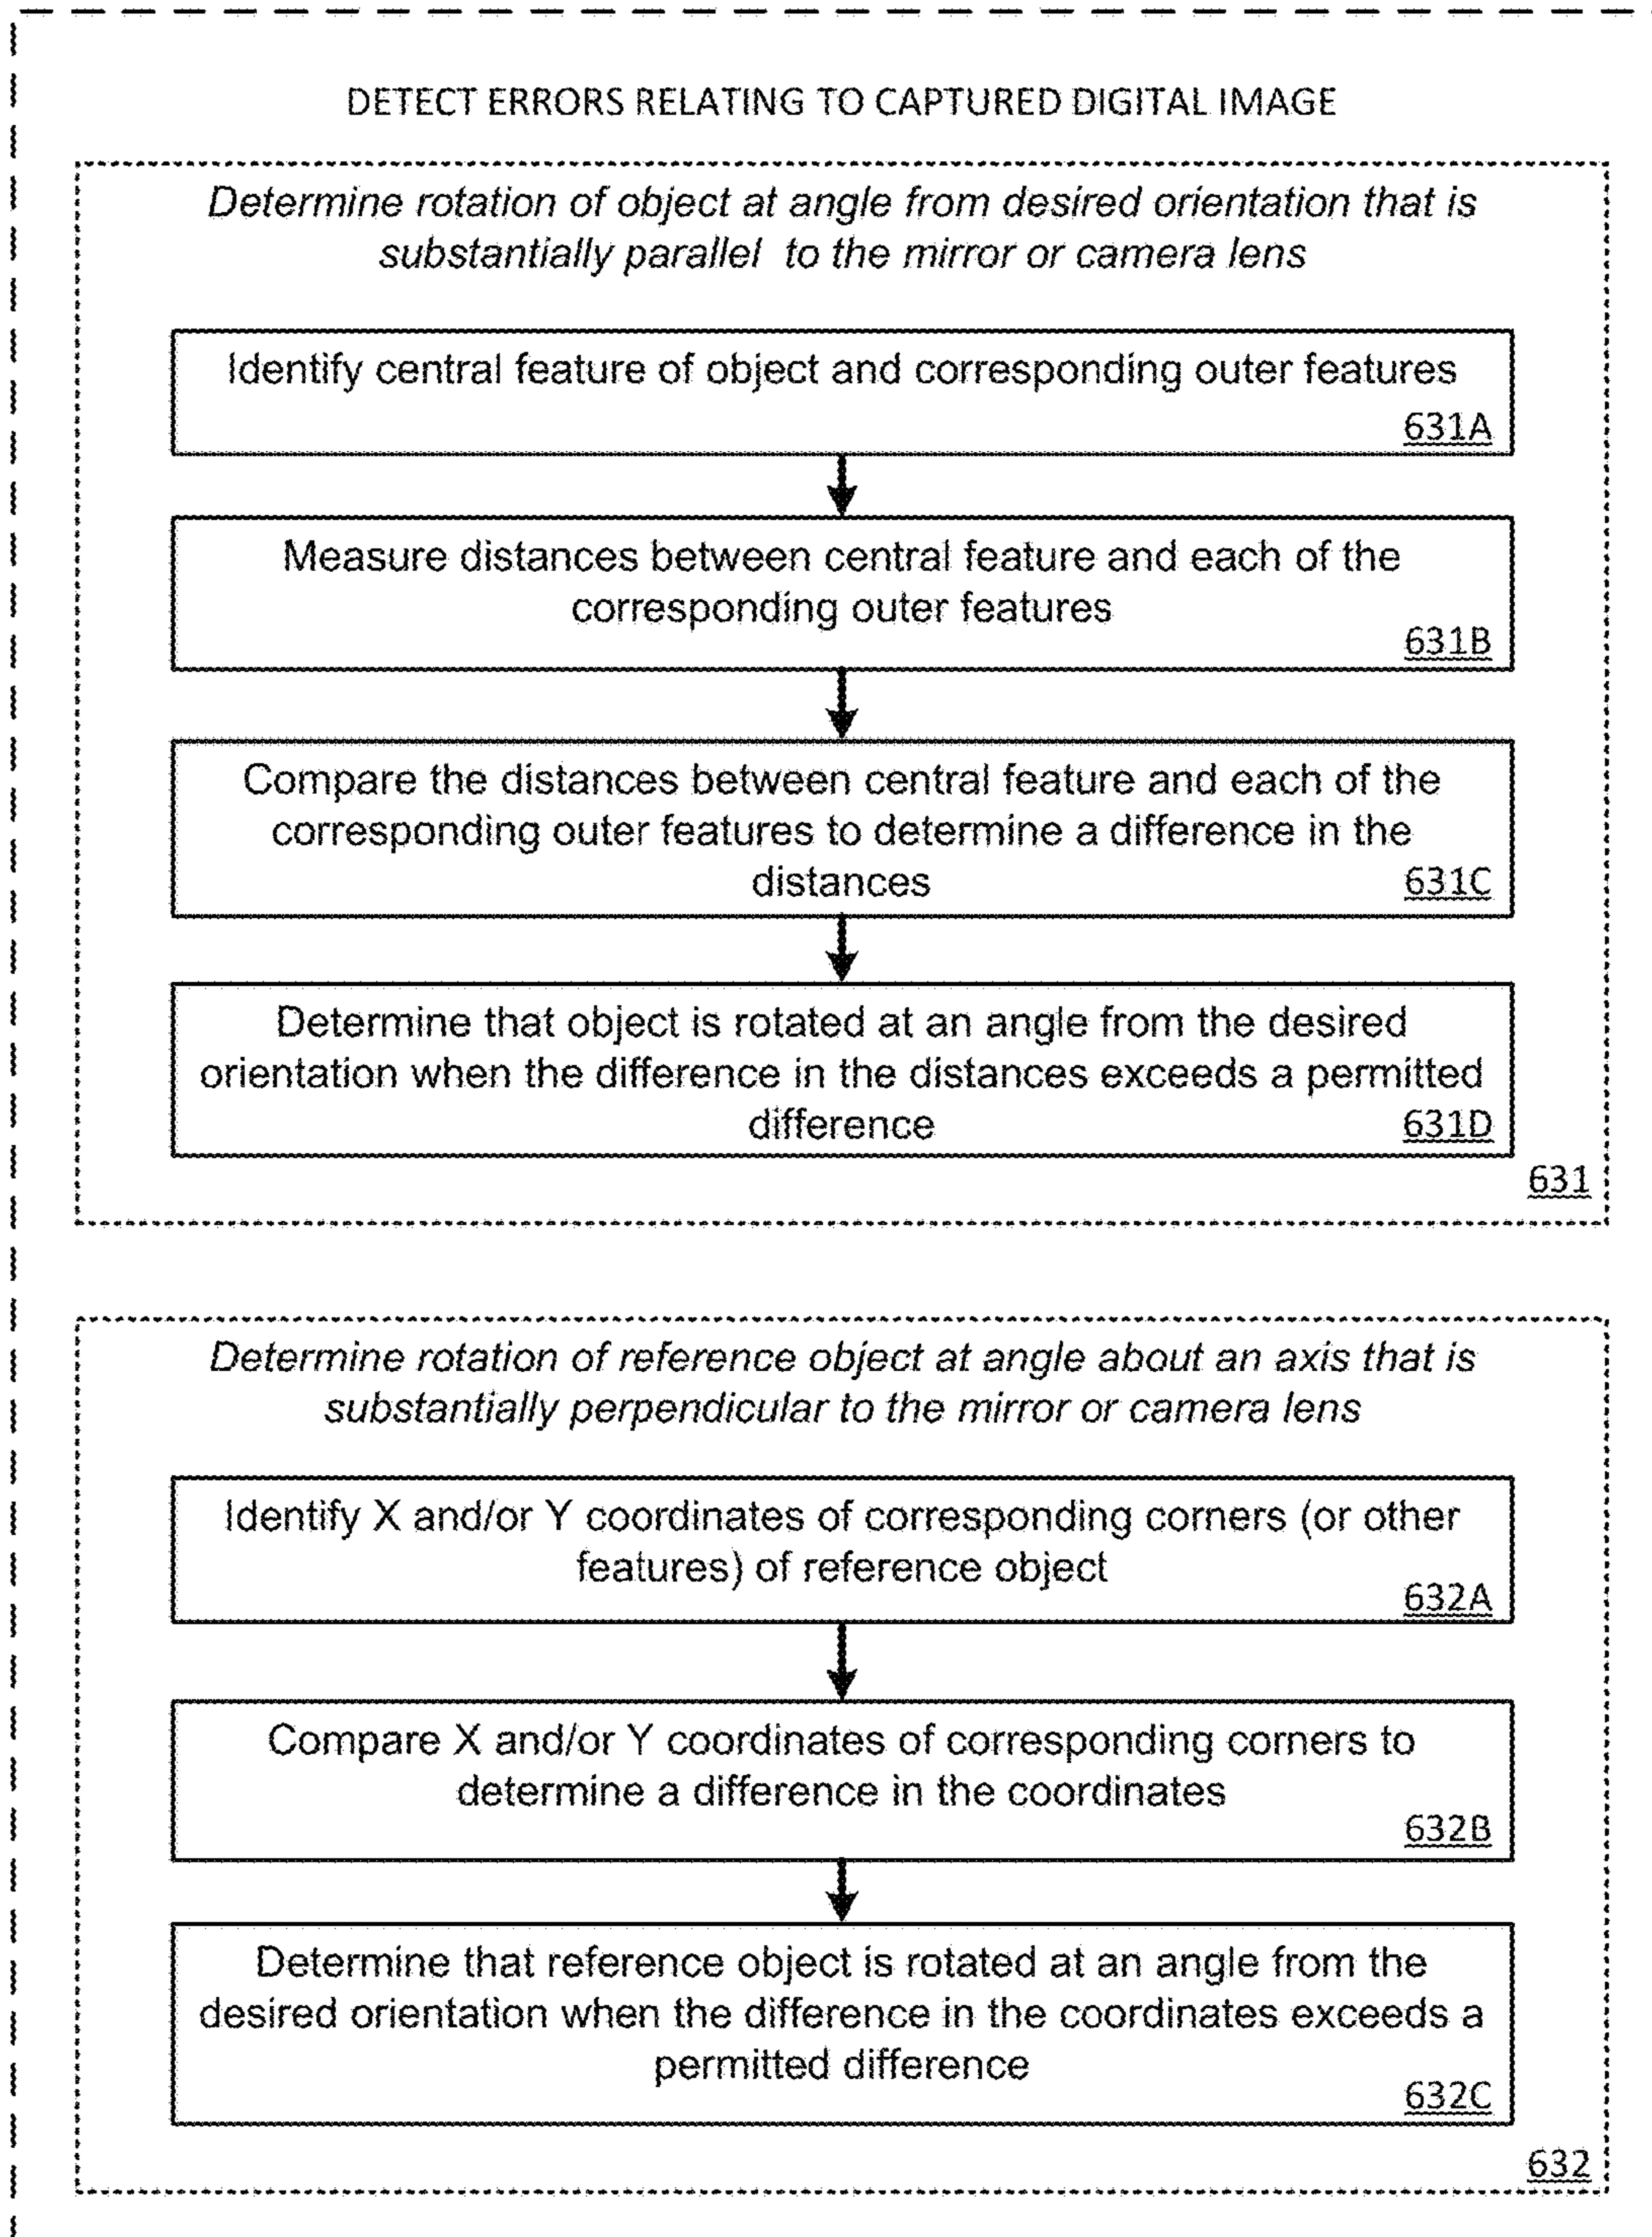 DETECT ERRORS RELATING TO CAPTURED DIGITAL IMAGE
Determine rotation of object at angle from desired orientation that is
substantially parallel to the mirror or camera lens
Identify central feature of object and corresponding outer features
631A
Measure distances between central feature and each of the
corresponding outer features
631B
Compare the distances between central feature and each of the
corresponding outer features to determine a difference in the
distances
631C
Determine that object is rotated at an angle from the desired
orientation when the difference in the distances exceeds a permitted
difference
631D
631
Determine rotation of reference object at angle about an axis that is
substantially perpendicular to the mirror or camera lens
Identify X and/or Y coordinates of corresponding corners (or other
features) of reference object
632A
Compare X and/or Y coordinates of corresponding corners to
determine a difference in the coordinates
632B
Determine that reference object is rotated at an angle from the
desired orientation when the difference in the coordinates exceeds a
permitted difference
632C
632